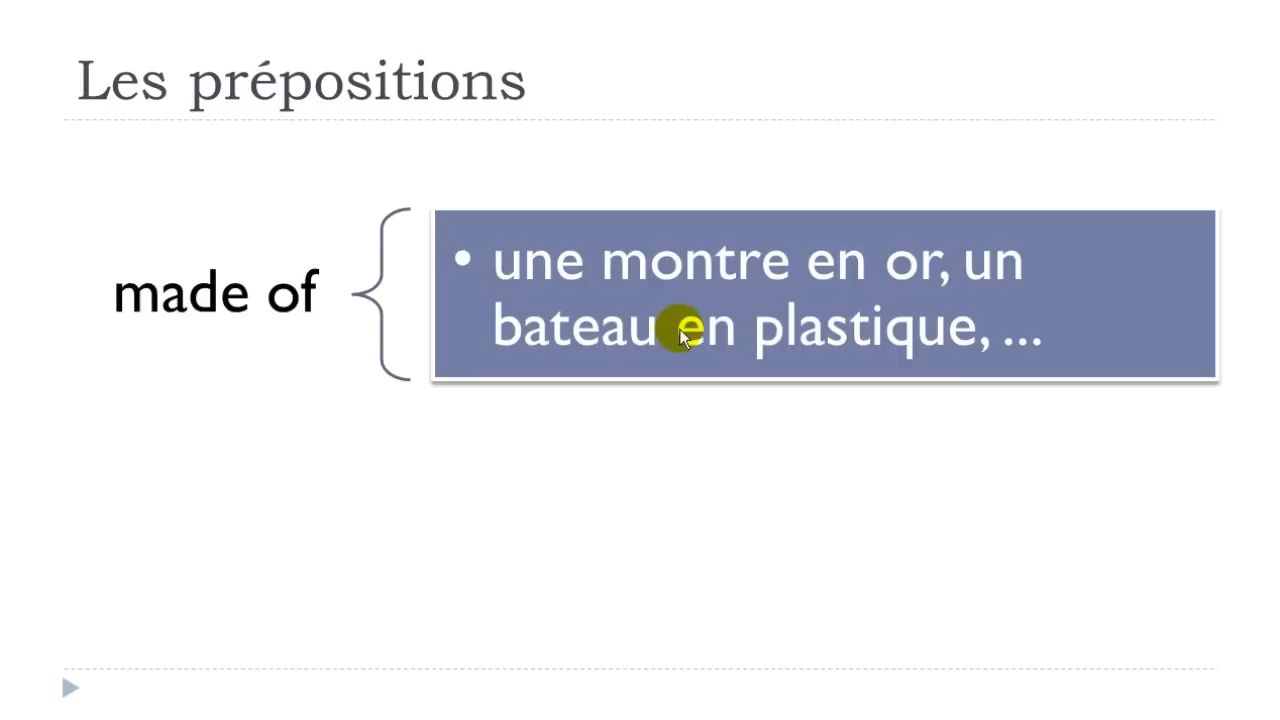 Les prépositions
made of
• une montre en or, un
bateau en plastique, ...